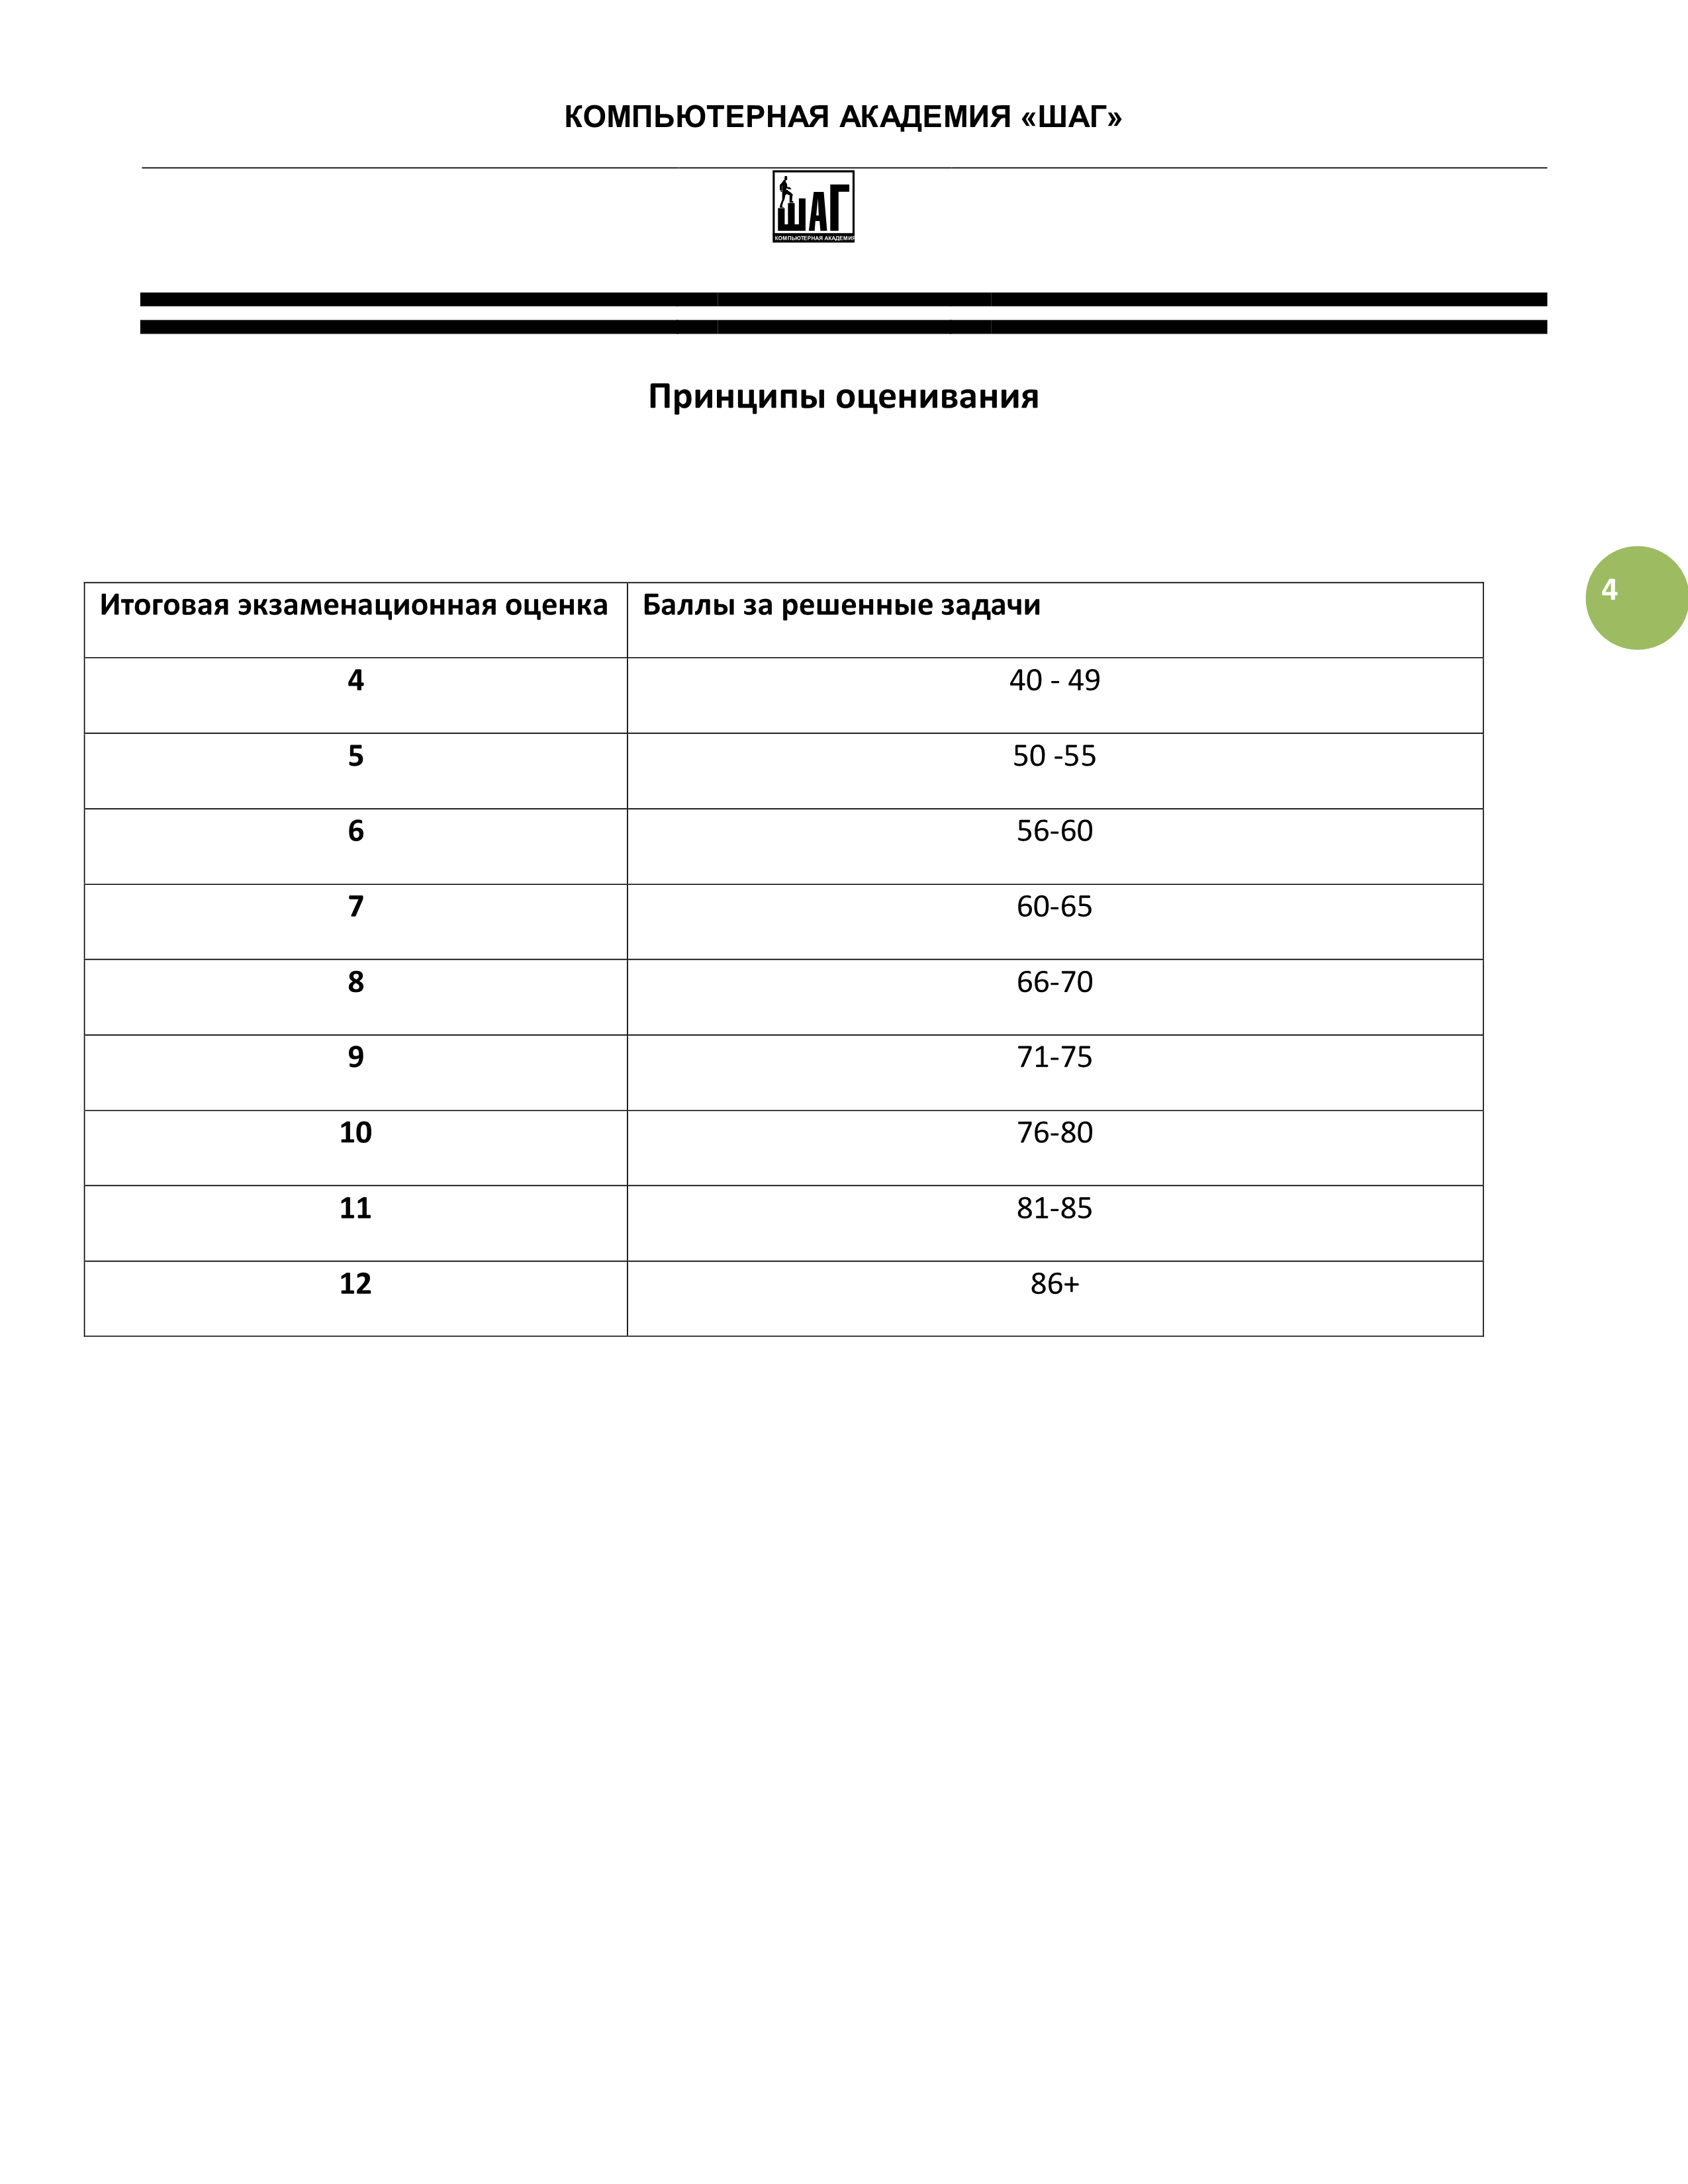 КОМПЬЮТЕРНАЯ АКАДЕМИЯ «ШАГ»
ШАГ
КОМПЬЮТЕРНАЯ АКАДЕМИЯ
Принципы оценивания
4
Итоговая экзаменационная оценка Баллы за решенные задачи
4 40 - 49
5 50 -55
6 56-60
7 60-65
8 66-70
9 71-75
10 76-80
11 81-85
12 86+